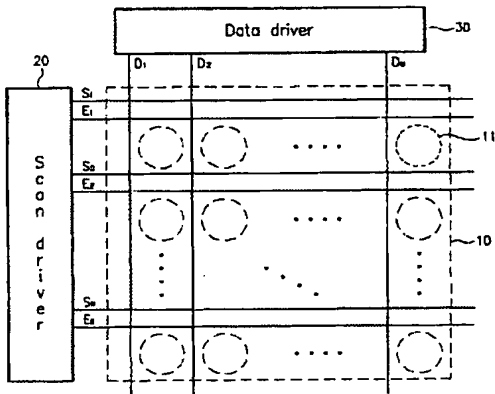 Data driver
30
20
D₁ D₂ Dₘ
S₁
E₁
11
S₂
E₂
10
Sₙ
Eₙ
Scan driver